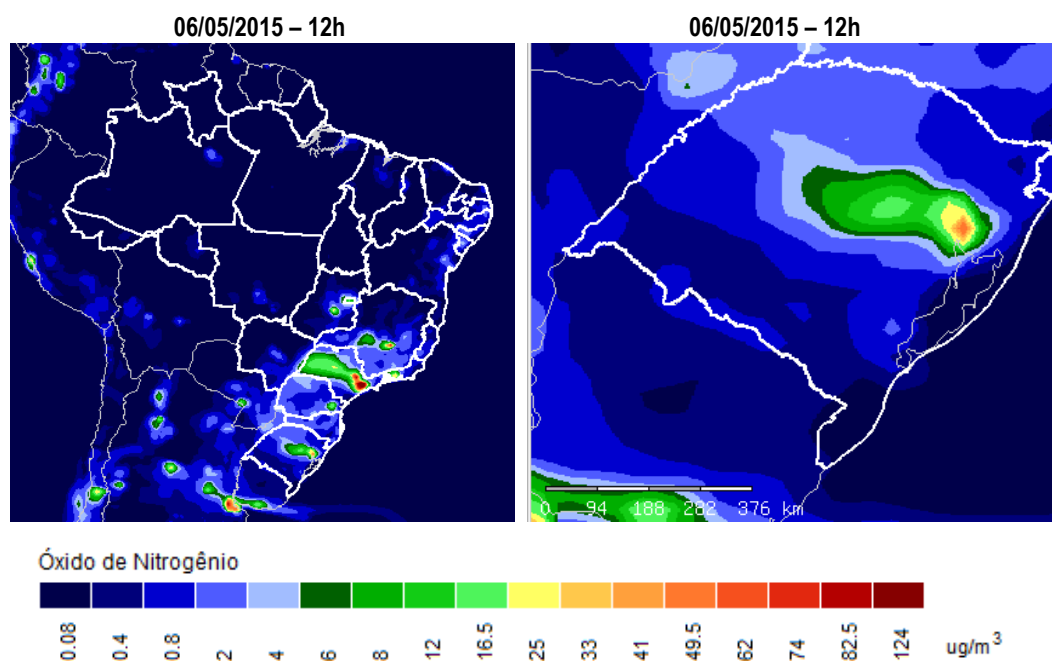 06/05/2015 – 12h
06/05/2015 – 12h
0 94 188 282 376 km
Óxido de Nitrogênio
0.08 0.4 0.8 2 4 6 8 12 16.5 25 33 41 49.5 62 74 82.5 124 ug/m³